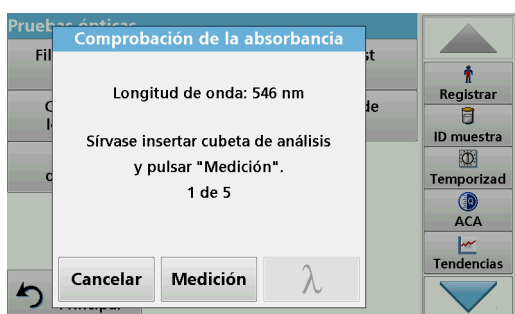 Pruebas ópticas
Comprobación de la absorbancia
Longitud de onda: 546 nm
Sírvase insertar cubeta de análisis
y pulsar "Medición".
1 de 5
Cancelar
Medición
λ
Registrar
ID muestra
Temporizad
ACA
Tendencias